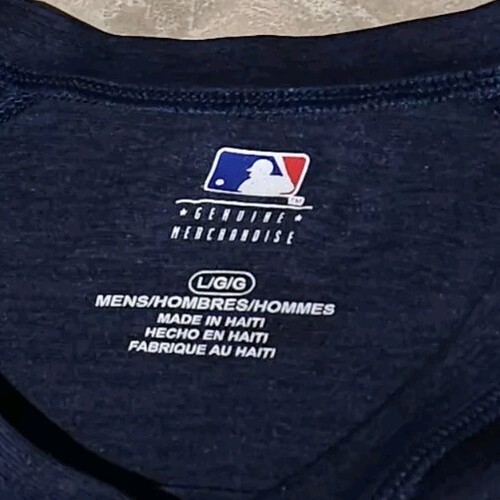 TM
* GENUINE *
MERCHANDISE
L/G/G
MENS/HOMBRES/HOMMES
MADE IN HAITI
HECHO EN HAITI
FABRIQUE AU HAITI